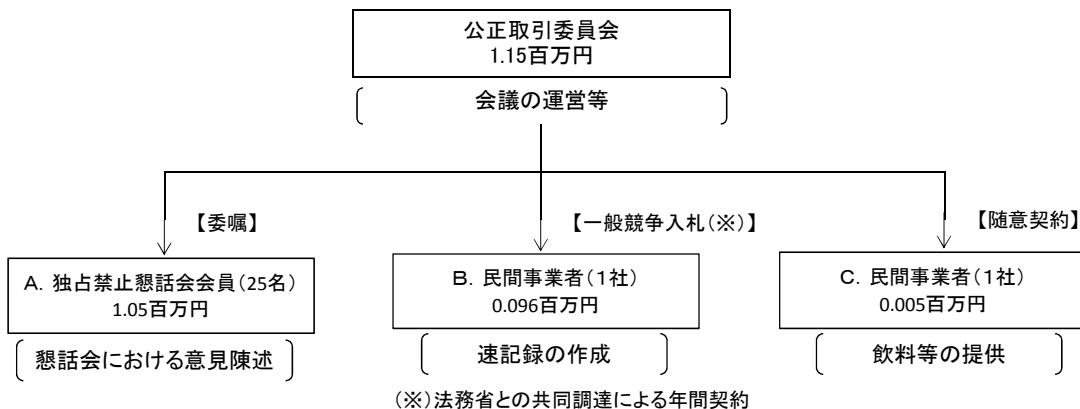 公正取引委員会
1.15百万円
会議の運営等
【委嘱】
【一般競争入札(※)】
【随意契約】
A. 独占禁止懇話会会員(25名)
1.05百万円
B. 民間事業者(1社)
0.096百万円
C. 民間事業者(1社)
0.005百万円
懇話会における意見陳述
速記録の作成
飲料等の提供
(※)法務省との共同調達による年間契約